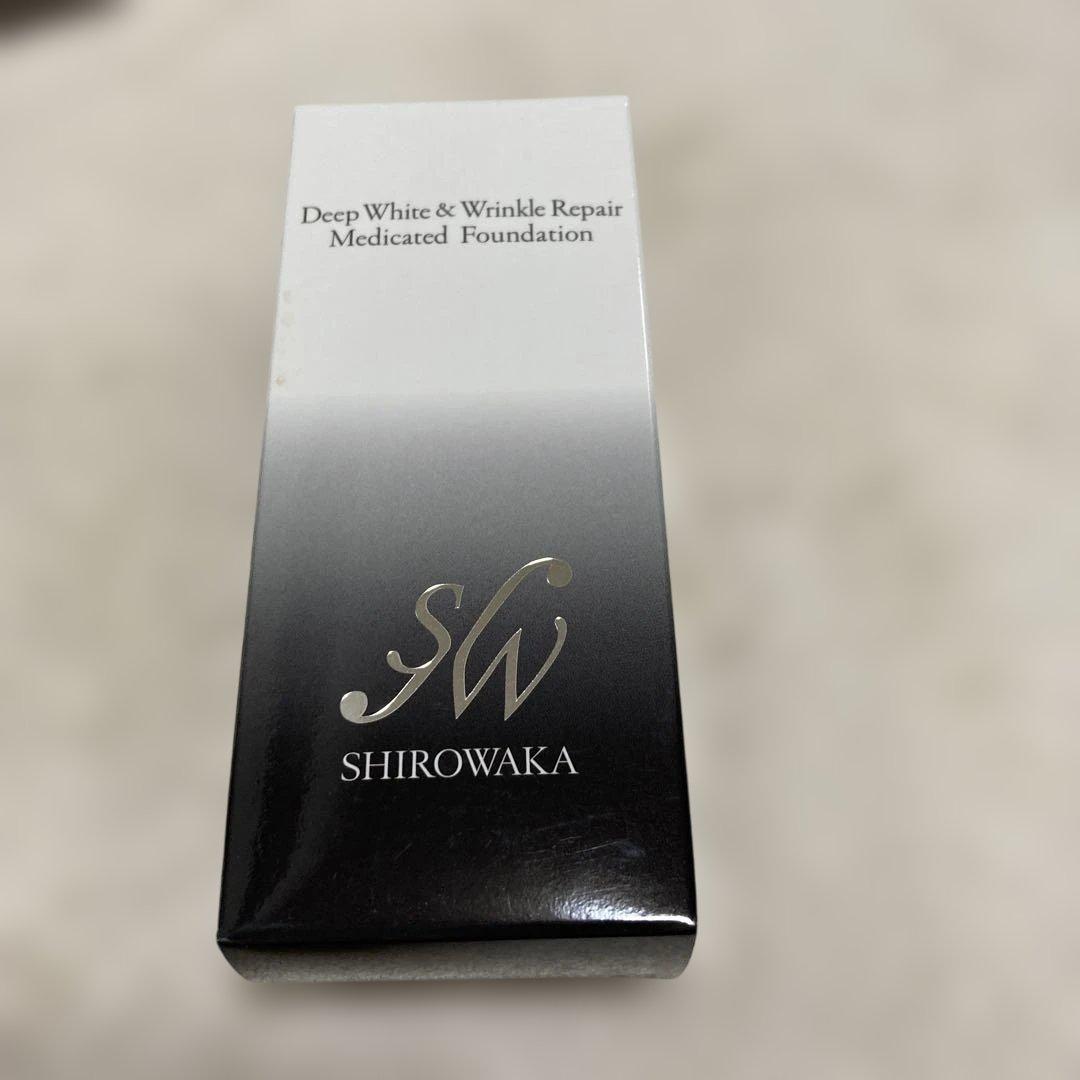 Deep White & Wrinkle Repair
Medicated Foundation
SW
SHIROWAKA